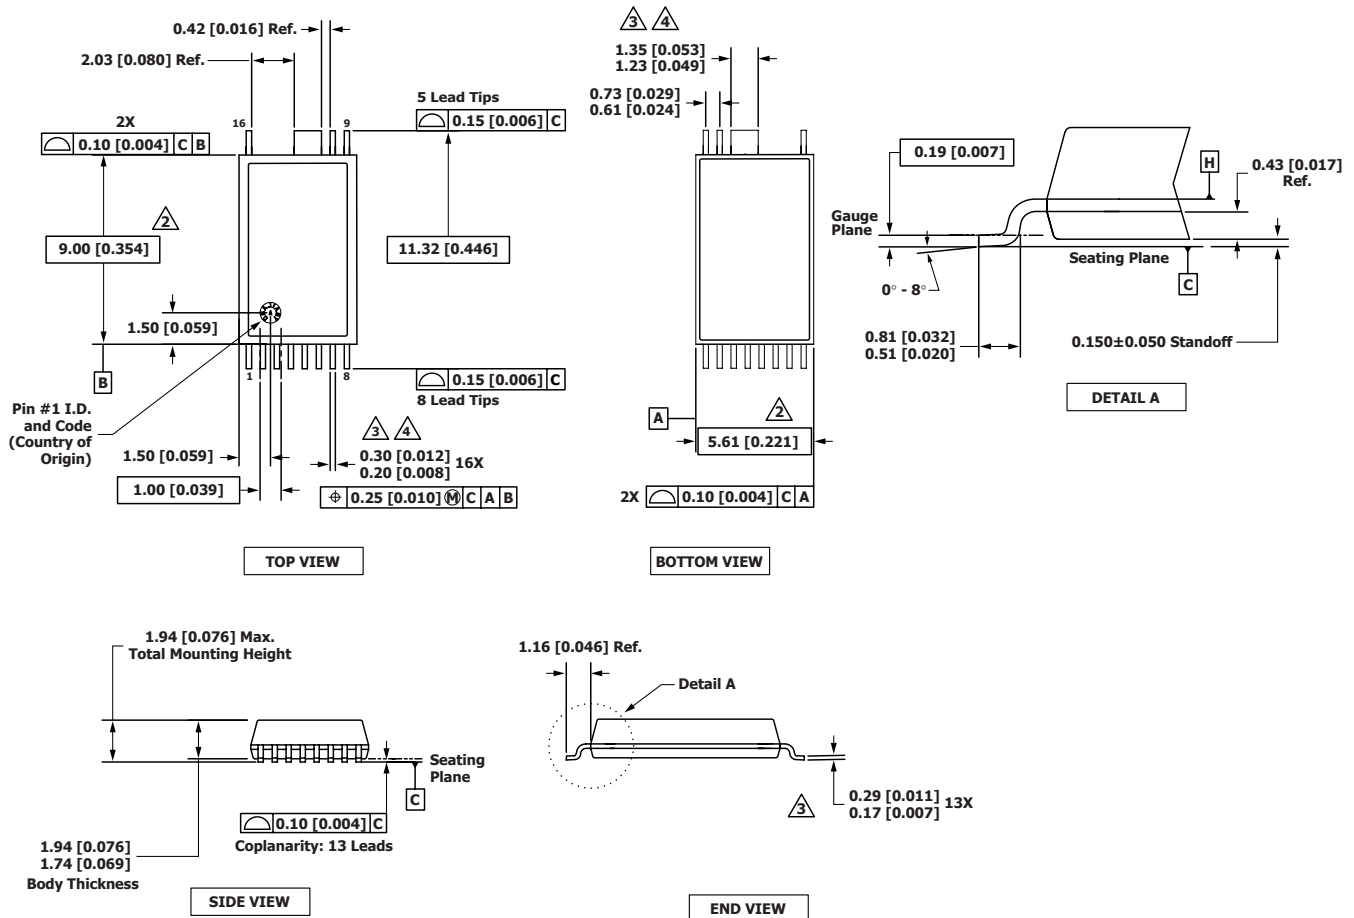 0.42 [0.016] Ref.
2.03 [0.080] Ref.
2X
0.10 [0.004] C B
16
9
5 Lead Tips
0.15 [0.006] C
2
9.00 [0.354]
11.32 [0.446]
1.50 [0.059]
B
1
8
0.15 [0.006] C
8 Lead Tips
Pin #1 I.D.
and Code
(Country of
Origin)
1.50 [0.059]
1.00 [0.039]
3 4
0.30 [0.012]
0.20 [0.008]
16X
⌖ 0.25 [0.010] Ⓜ C A B
TOP VIEW
3 4
1.35 [0.053]
1.23 [0.049]
0.73 [0.029]
0.61 [0.024]
A
2
5.61 [0.221]
2X
0.10 [0.004] C A
BOTTOM VIEW
0.19 [0.007]
H
0.43 [0.017]
Ref.
Gauge
Plane
Seating Plane
C
0° - 8°
0.81 [0.032]
0.51 [0.020]
0.150±0.050 Standoff
DETAIL A
1.94 [0.076] Max.
Total Mounting Height
Seating
Plane
C
0.10 [0.004] C
Coplanarity: 13 Leads
1.94 [0.076]
1.74 [0.069]
Body Thickness
SIDE VIEW
1.16 [0.046] Ref.
Detail A
3
0.29 [0.011]
0.17 [0.007]
13X
END VIEW